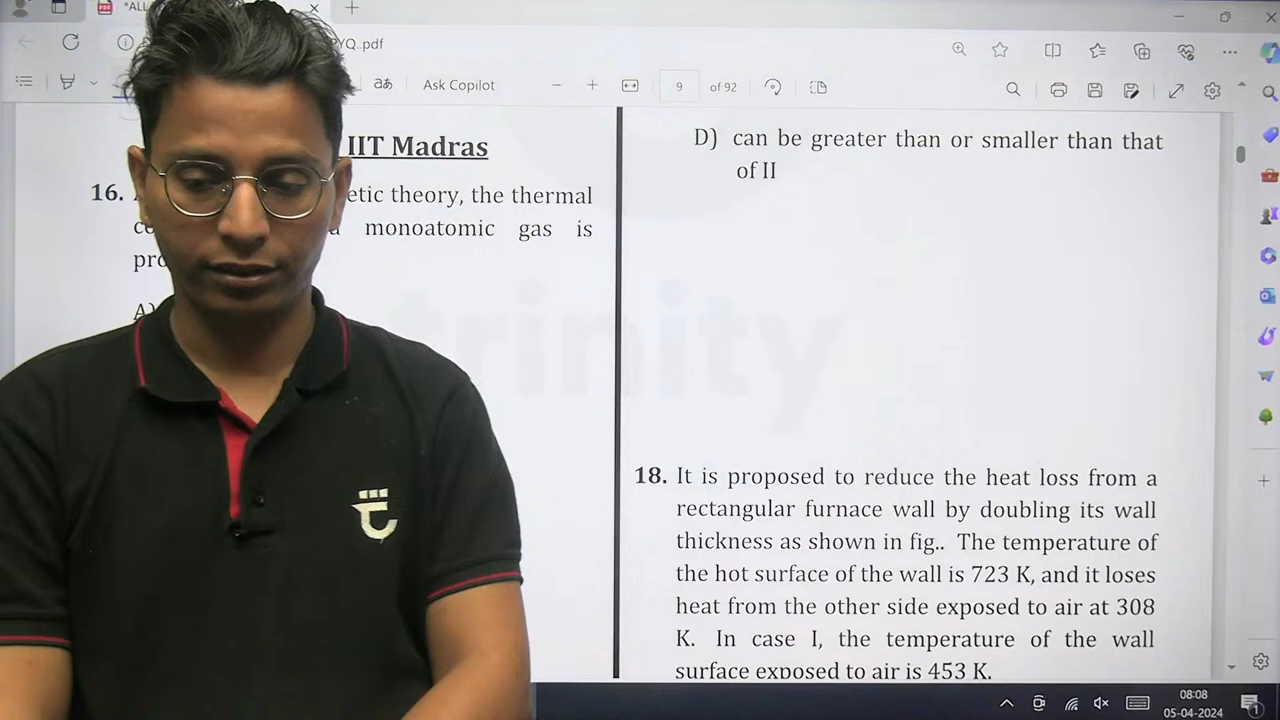 *ALL
PYQ.pdf
aあ
Ask Copilot
9
of 92
IIT Madras
16.
etic theory, the thermal
monoatomic gas is
A)
D) can be greater than or smaller than that
of II
trinity
18. It is proposed to reduce the heat loss from a
rectangular furnace wall by doubling its wall
thickness as shown in fig.. The temperature of
the hot surface of the wall is 723 K, and it loses
heat from the other side exposed to air at 308
K. In case I, the temperature of the wall
surface exposed to air is 453 K.
08:08
05-04-2024